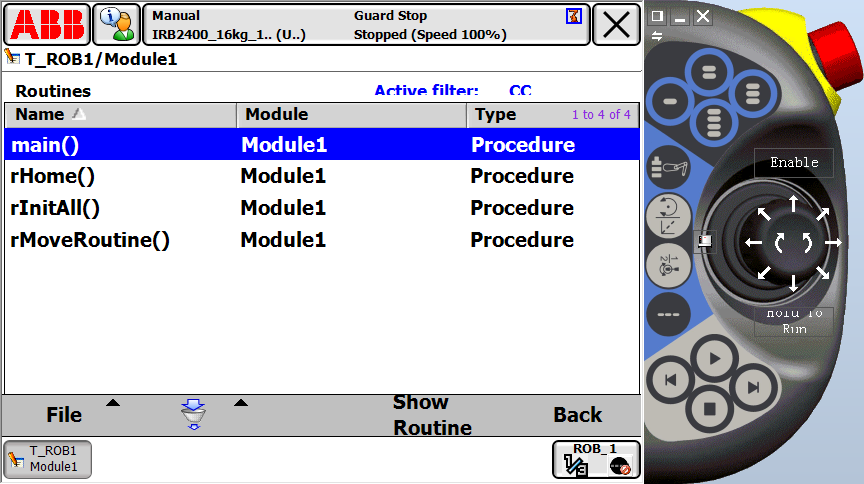 ABB
Manual
IRB2400_16kg_1.. (U..)
Guard Stop
Stopped (Speed 100%)
T_ROB1/Module1
Routines
Active filter: CC
Name Module Type 1 to 4 of 4
main() Module1 Procedure
rHome() Module1 Procedure
rInitAll() Module1 Procedure
rMoveRoutine() Module1 Procedure
File
Show
Routine
Back
T_ROB1
Module1
ROB_1
1/3
Enable
Hold To
Run